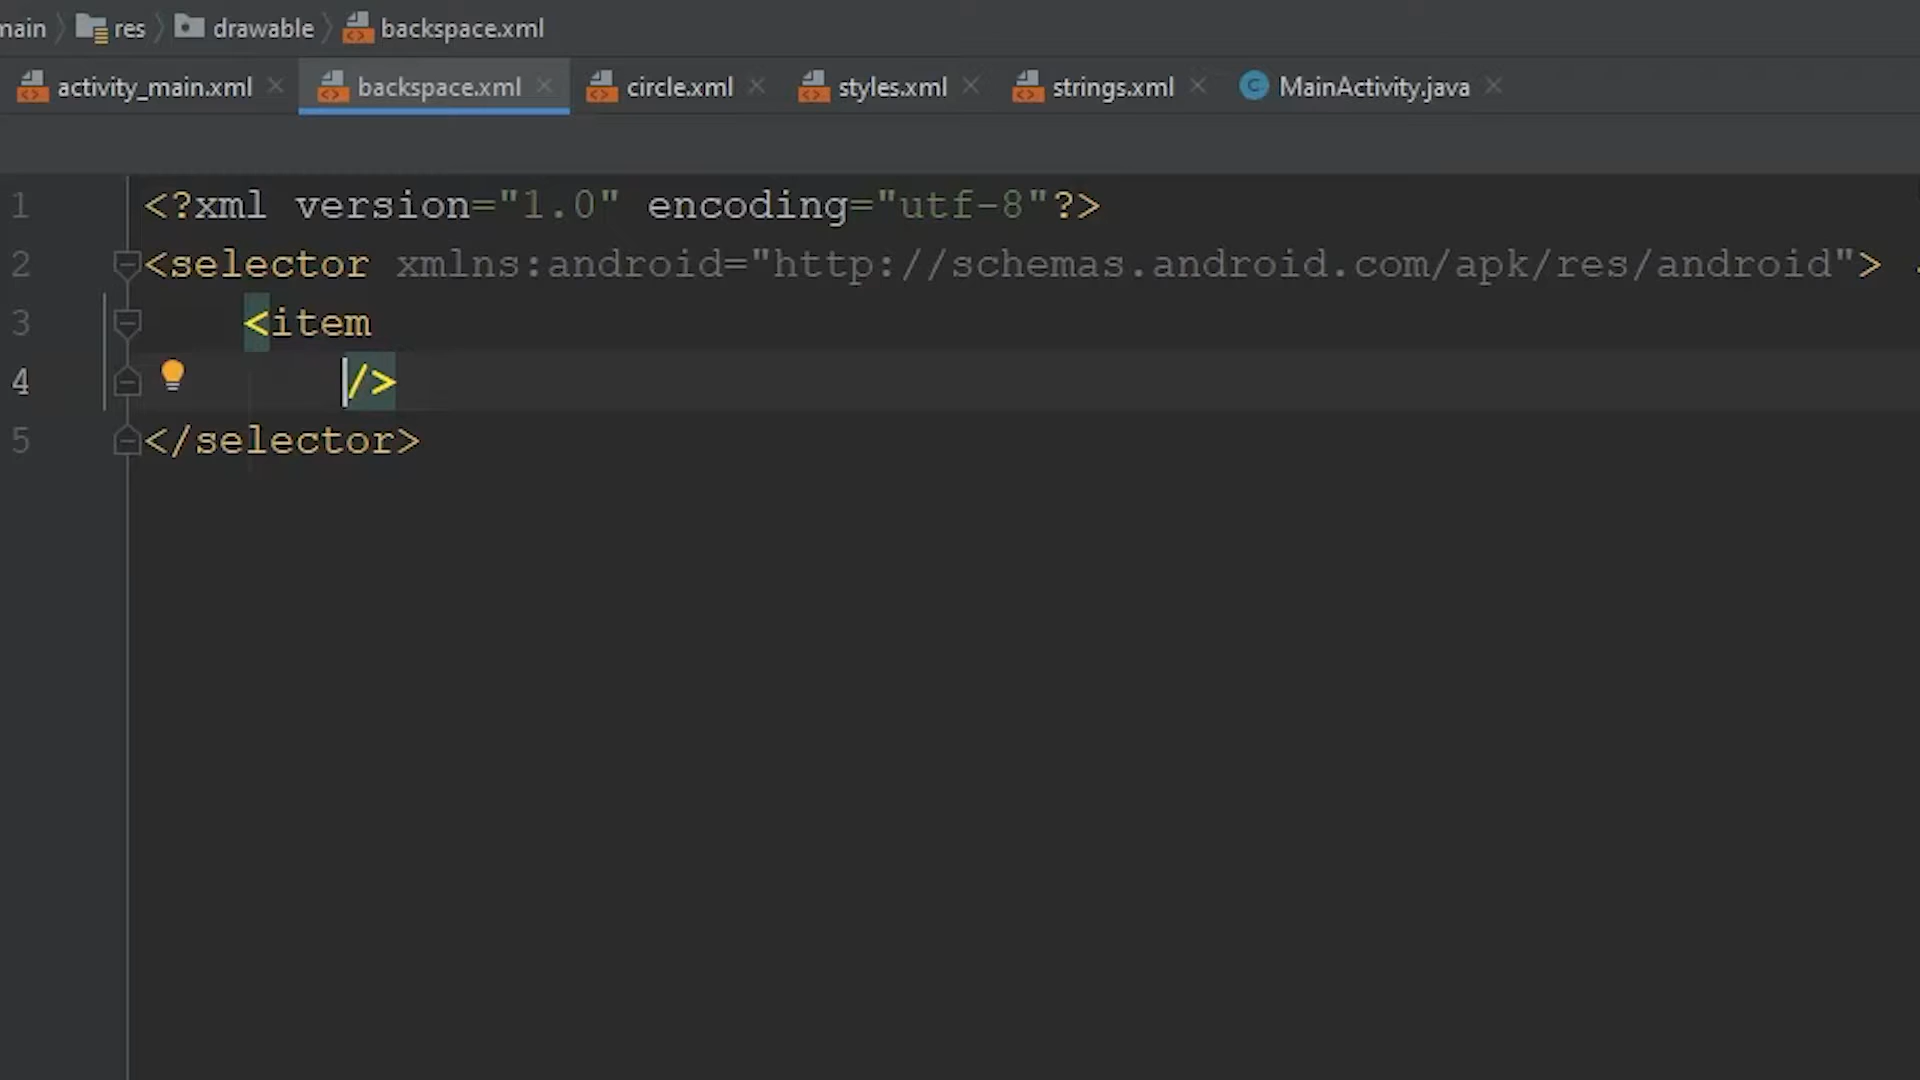 main res drawable backspace.xml
activity_main.xml backspace.xml circle.xml styles.xml strings.xml C MainActivity.java
1 <?xml version="1.0" encoding="utf-8"?>
2 <selector xmlns:android="http://schemas.android.com/apk/res/android">
3 <item
4 />
5 </selector>